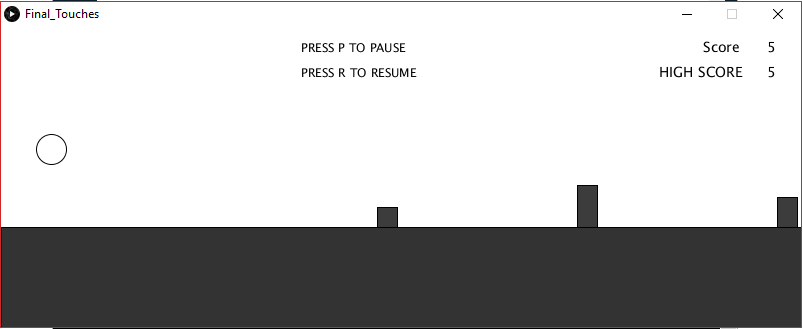 Final_Touches
PRESS P TO PAUSE
Score 5
PRESS R TO RESUME
HIGH SCORE 5